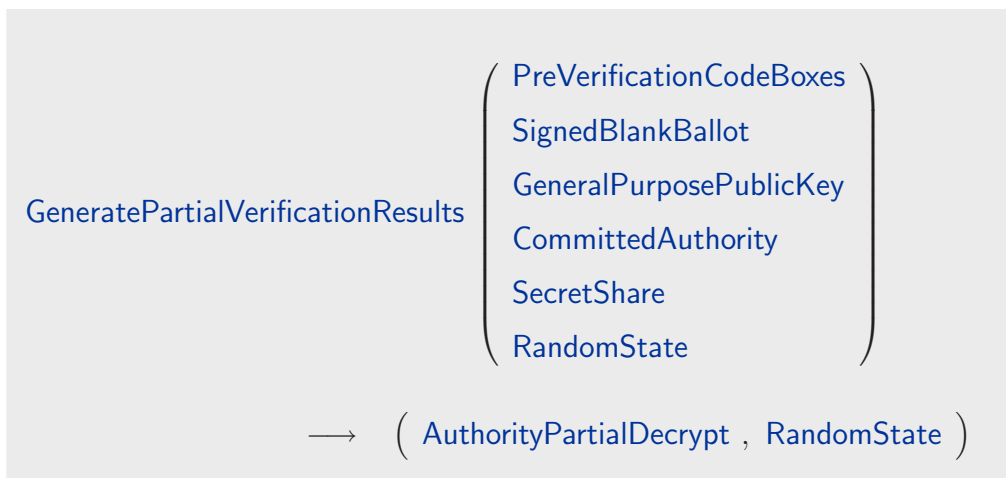 PreVerificationCodeBoxes
SignedBlankBallot
GeneralPurposePublicKey
GeneratePartialVerificationResults
CommittedAuthority
SecretShare
RandomState
⟶ ( AuthorityPartialDecrypt , RandomState )